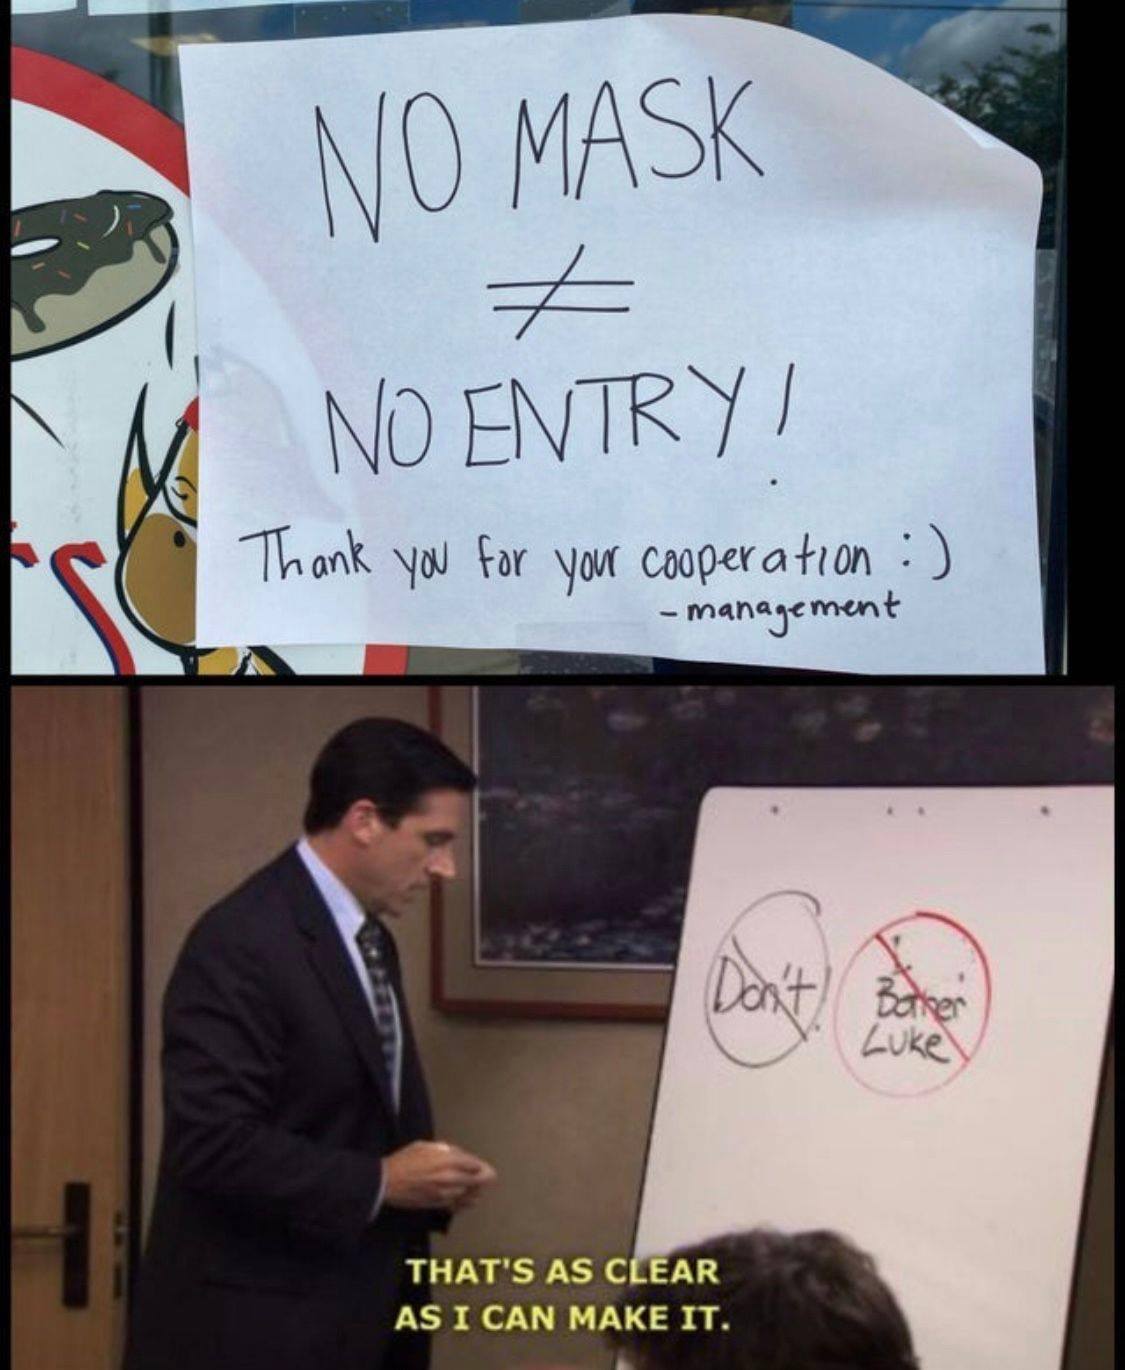 NO MASK
≠
NO ENTRY!
Thank you for your cooperation :)
-management
Don't
Bother
Luke
THAT'S AS CLEAR
AS I CAN MAKE IT.